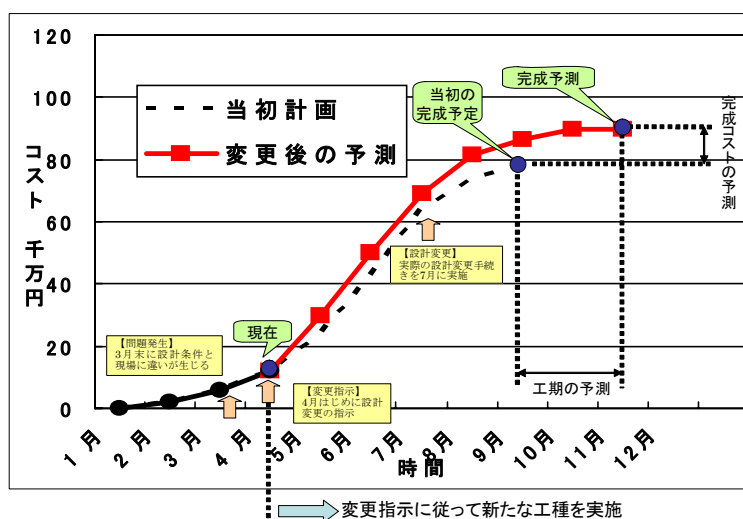 120
100
80
60
40
20
0
コスト 千万円
当初計画
変更後の予測
当初の
完成予定
完成予測
完成コストの予測
【設計変更】
実際の設計変更手続
きを7月に実施
【問題発生】
3月末に設計条件と
現場に違いが生じる
現在
【変更指示】
4月はじめに設計
変更の指示
工期の予測
1月
2月
3月
4月
5月
6月
7月
8月
9月
10月
11月
12月
時間
変更指示に従って新たな工種を実施